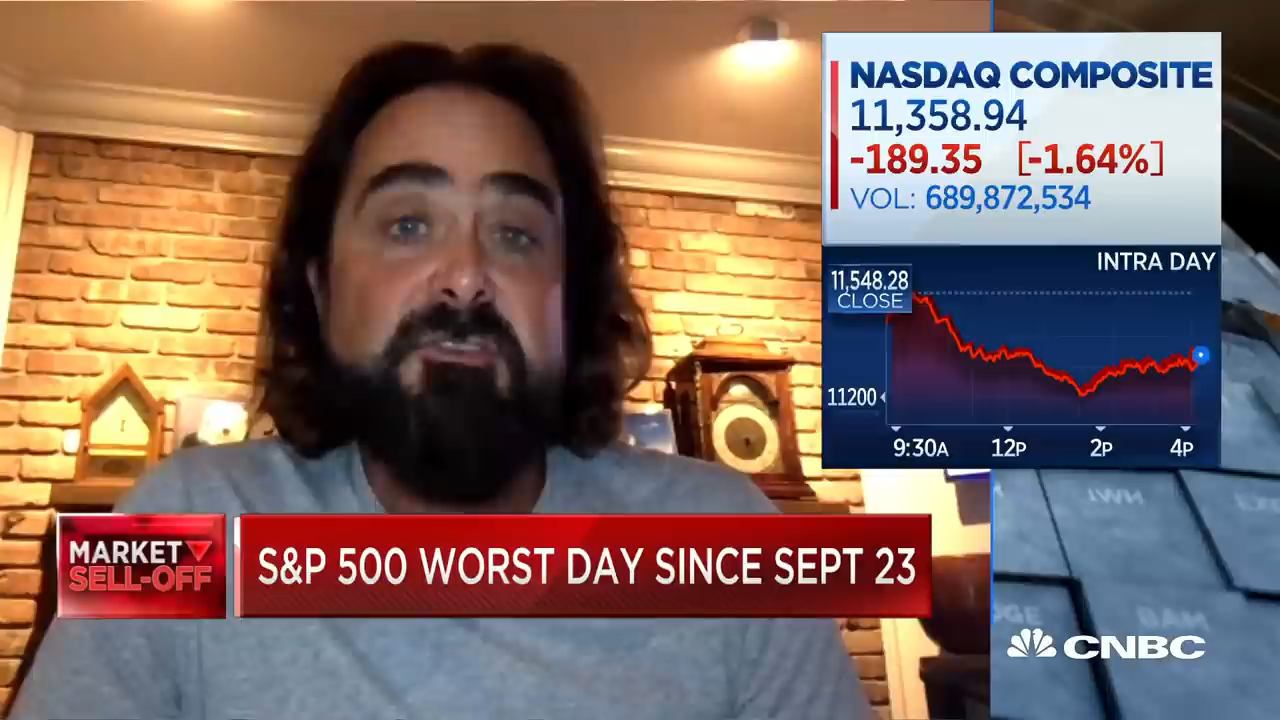 NASDAQ COMPOSITE
11,358.94
-189.35 [-1.64%]
VOL: 689,872,534
INTRA DAY
11,548.28
CLOSE
11200
9:30A 12P 2P 4P
MARKET
SELL-OFF
S&P 500 WORST DAY SINCE SEPT 23
CNBC